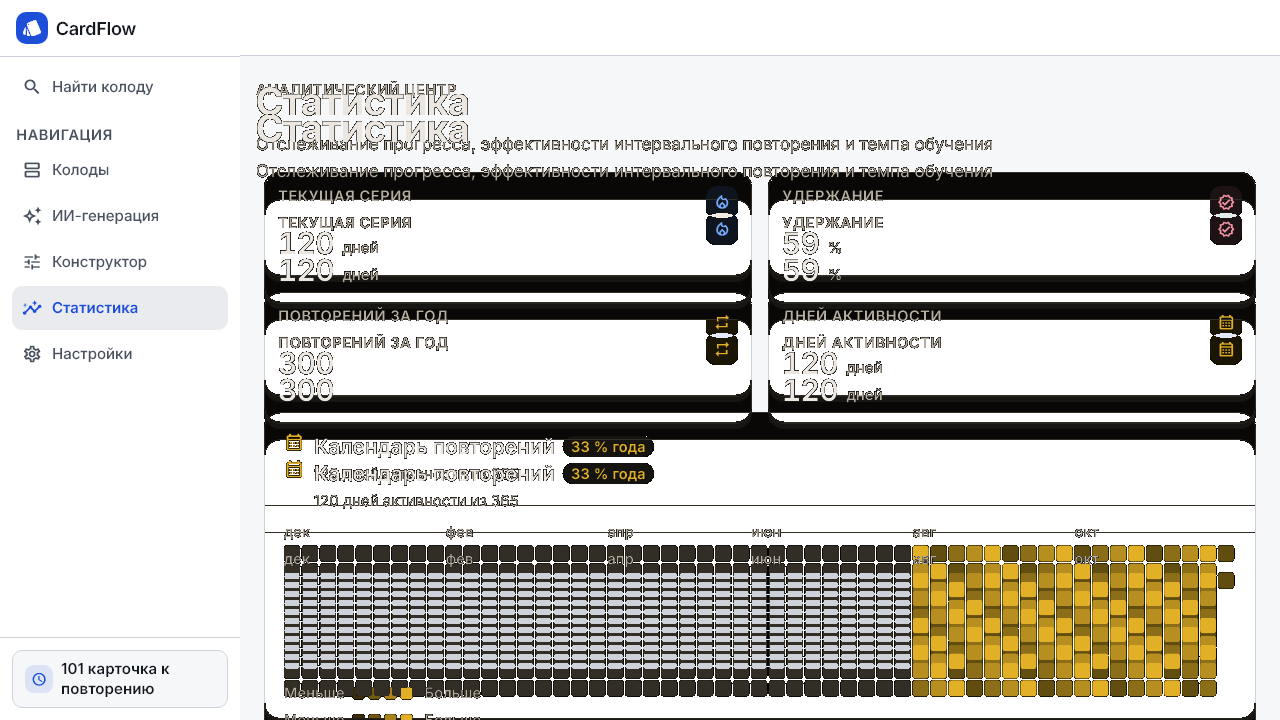 CardFlow
Найти колоду
НАВИГАЦИЯ
Колоды
ИИ-генерация
Конструктор
Статистика
Настройки
101 карточка к
повторению
АНАЛИТИЧЕСКИЙ ЦЕНТР
Статистика
Статистика
Отслеживание прогресса, эффективности интервального повторения и темпа обучения
Отслеживание прогресса, эффективности интервального повторения и темпа обучения
ТЕКУЩАЯ СЕРИЯ
ТЕКУЩАЯ СЕРИЯ
120 дней
120 дней
УДЕРЖАНИЕ
УДЕРЖАНИЕ
59 %
59 %
ПОВТОРЕНИЙ ЗА ГОД
ПОВТОРЕНИЙ ЗА ГОД
300
300
ДНЕЙ АКТИВНОСТИ
ДНЕЙ АКТИВНОСТИ
120 дней
120 дней
Календарь повторений 33 % года
Календарь повторений 33 % года
120 дней активности из 365
дек фев апр июн авг окт
дек фев апр июн авг окт
Меньше Больше
Меньше Больше